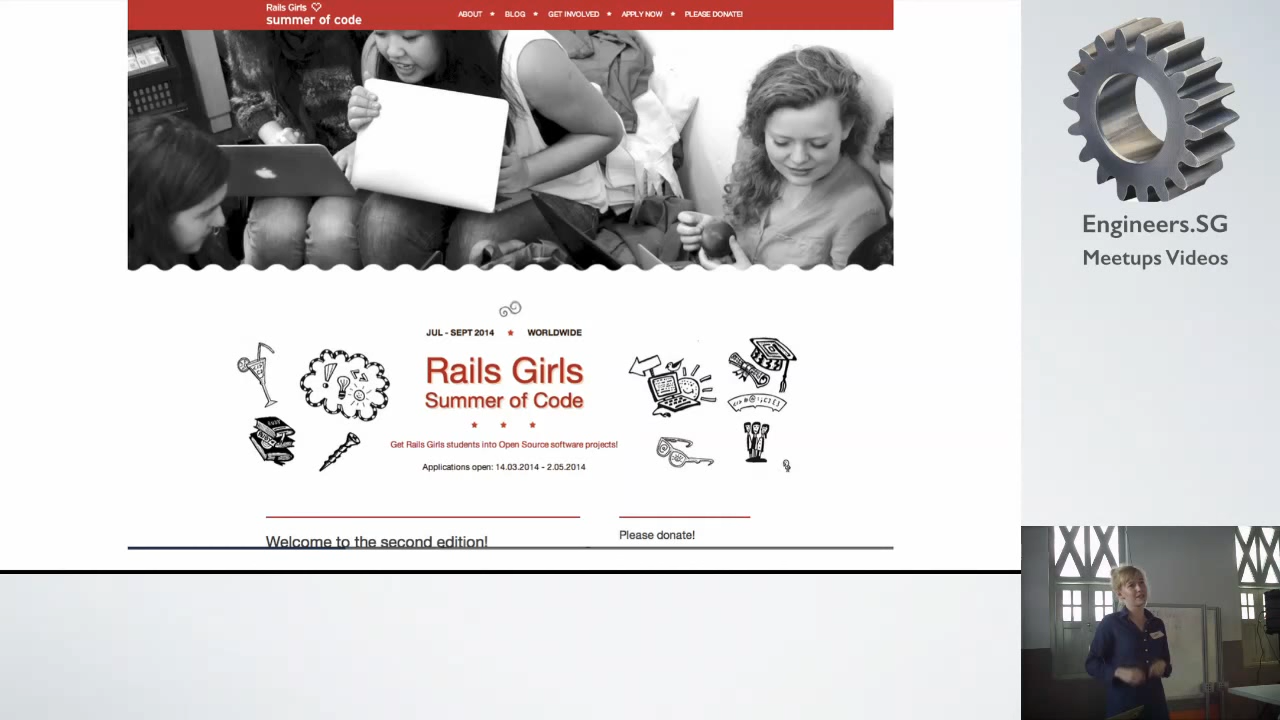 Rails Girls
summer of code
ABOUT * BLOG * GET INVOLVED * APPLY NOW * PLEASE DONATE!
JUL - SEPT 2014 * WORLDWIDE
Rails Girls
Summer of Code
* * *
Get Rails Girls students into Open Source software projects!
Applications open: 14.03.2014 - 2.05.2014
Welcome to the second edition!
Please donate!
Engineers.SG
Meetups Videos